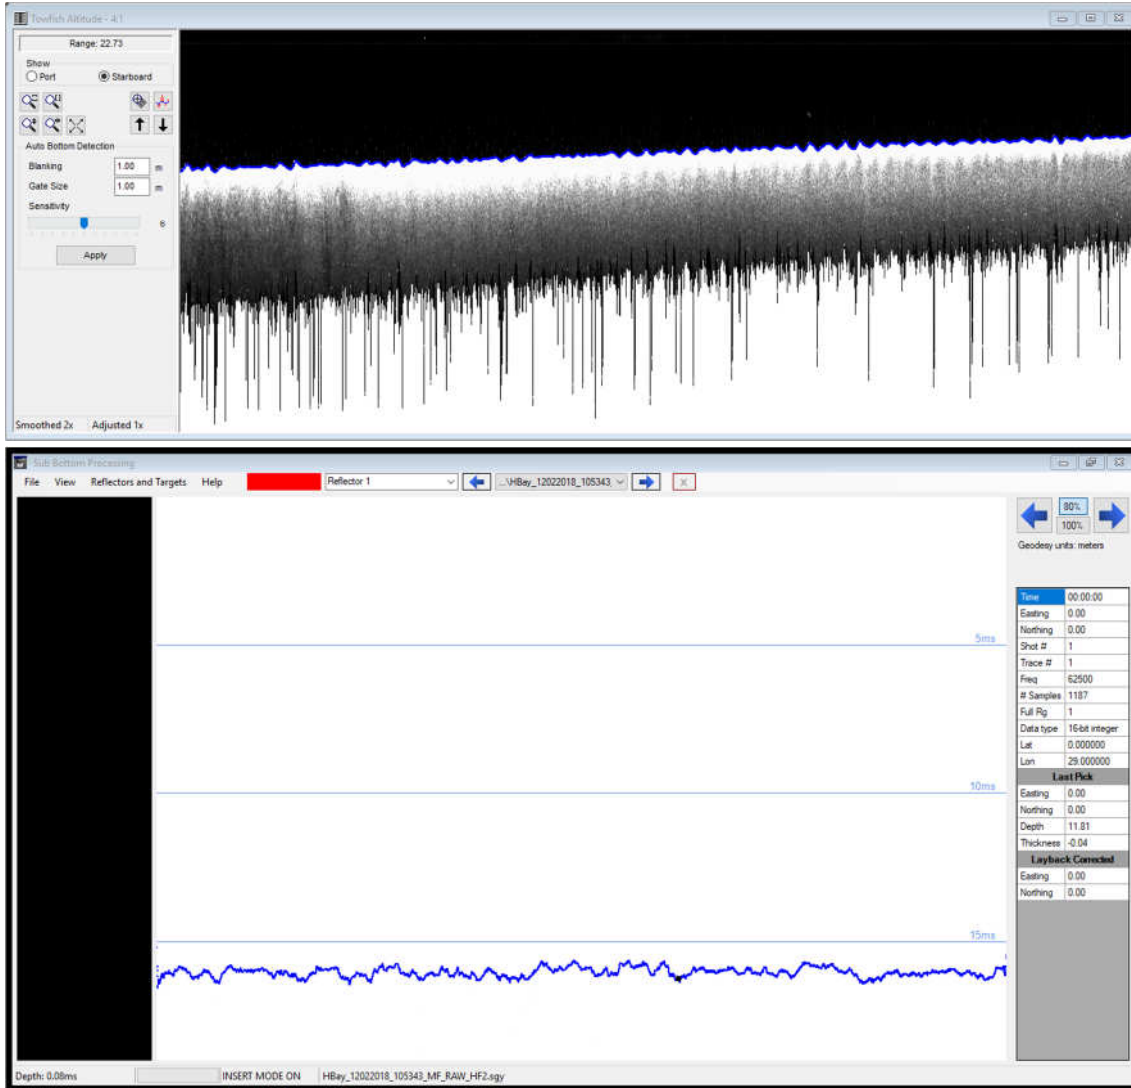 Towfish Altitude - 4:1
Range: 22.73
Show
Port Starboard
Auto Bottom Detection
Blanking 1.00 m
Gate Size 1.00 m
Sensitivity
6
Apply
Smoothed 2x Adjusted 1x
Sub Bottom Processing
File View Reflectors and Targets Help Reflector 1 ...\HBay_12022018_105343_ X
80%
100%
Geodesy units: meters
5ms
10ms
15ms
Time 00:00:00
Easting 0.00
Northing 0.00
Shot # 1
Trace # 1
Freq 62500
# Samples 1187
Full Rg 1
Data type 16-bit integer
Lat 0.000000
Lon 29.000000
Last Pick
Easting 0.00
Northing 0.00
Depth 11.81
Thickness -0.04
Layback Corrected
Easting 0.00
Northing 0.00
Depth: 0.08ms INSERT MODE ON HBay_12022018_105343_MF_RAW_HF2.sgy